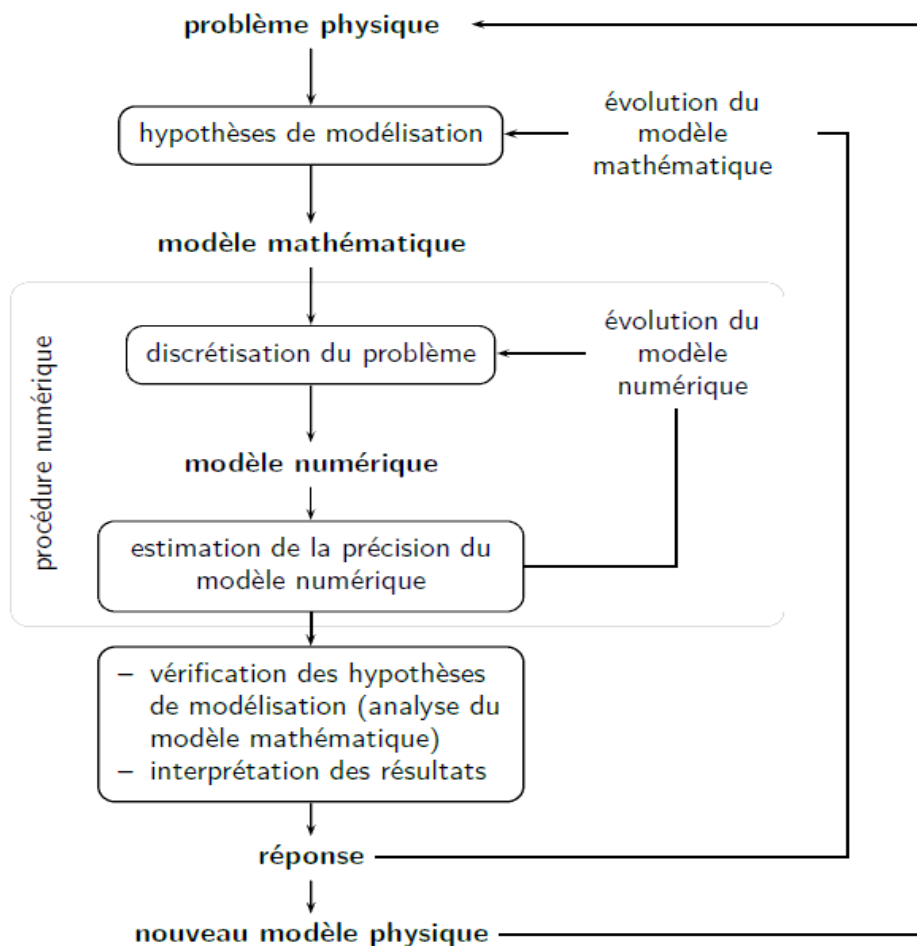 problème physique
hypothèses de modélisation
évolution du
modèle
mathématique
modèle mathématique
procédure numérique
discrétisation du problème
évolution du
modèle
numérique
modèle numérique
estimation de la précision du
modèle numérique
– vérification des hypothèses
de modélisation (analyse du
modèle mathématique)
– interprétation des résultats
réponse
nouveau modèle physique